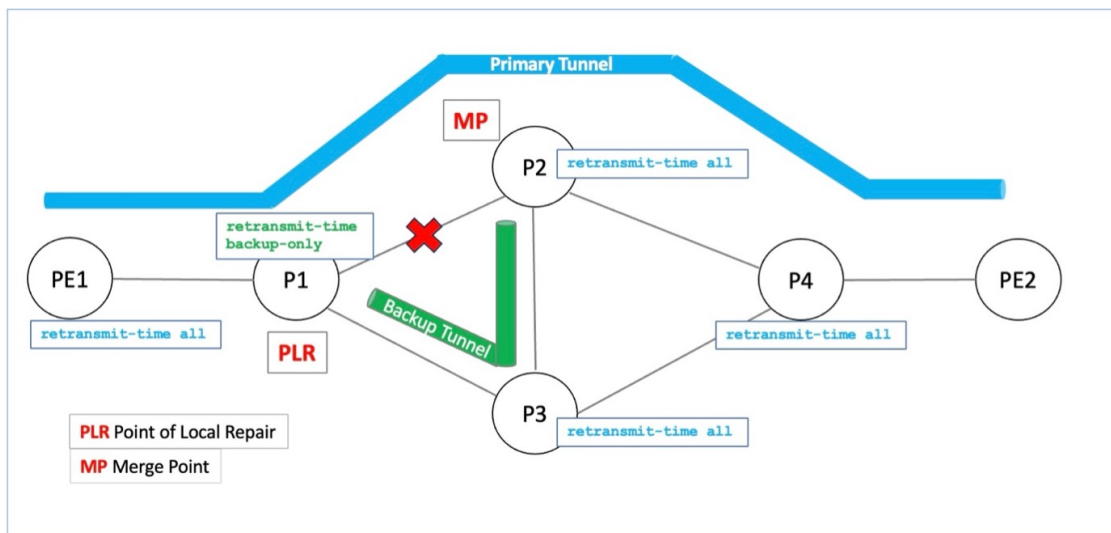 Primary Tunnel
MP
P2
retransmit-time all
retransmit-time
backup-only
PE1
P1
P4
PE2
retransmit-time all
Backup Tunnel
retransmit-time all
PLR
P3
retransmit-time all
PLR Point of Local Repair
MP Merge Point